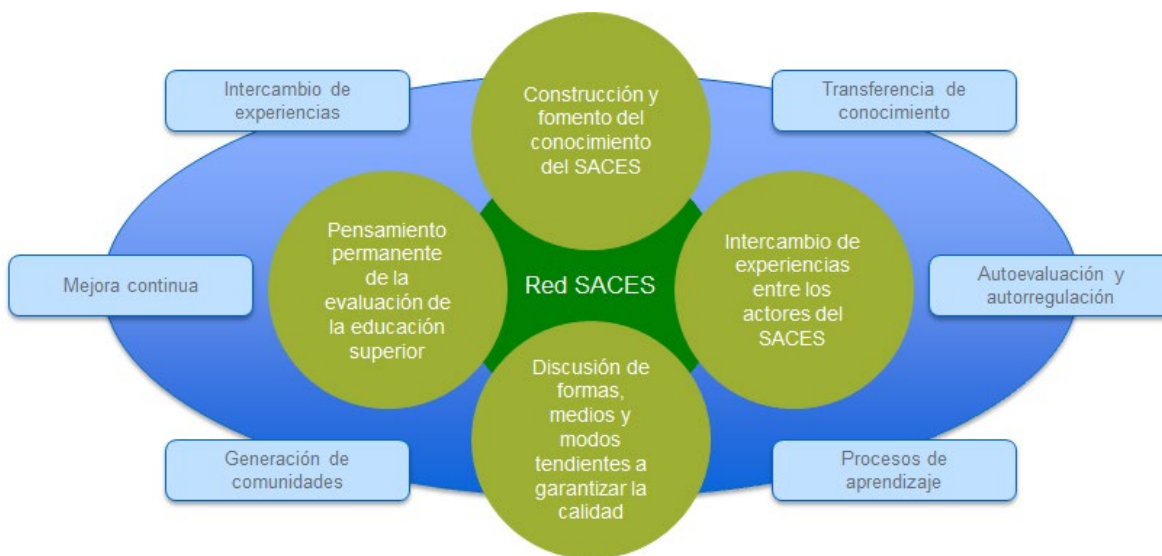 Intercambio de
experiencias
Construcción y
fomento del
conocimiento
del SACES
Transferencia de
conocimiento
Mejora continua
Pensamiento
permanente
de la
evaluación de
la educación
superior
Red SACES
Intercambio de
experiencias
entre los
actores del
SACES
Autoevaluación y
autorregulación
Generación de
comunidades
Discusión de
formas,
medios y
modos
tendientes a
garantizar la
calidad
Procesos de
aprendizaje